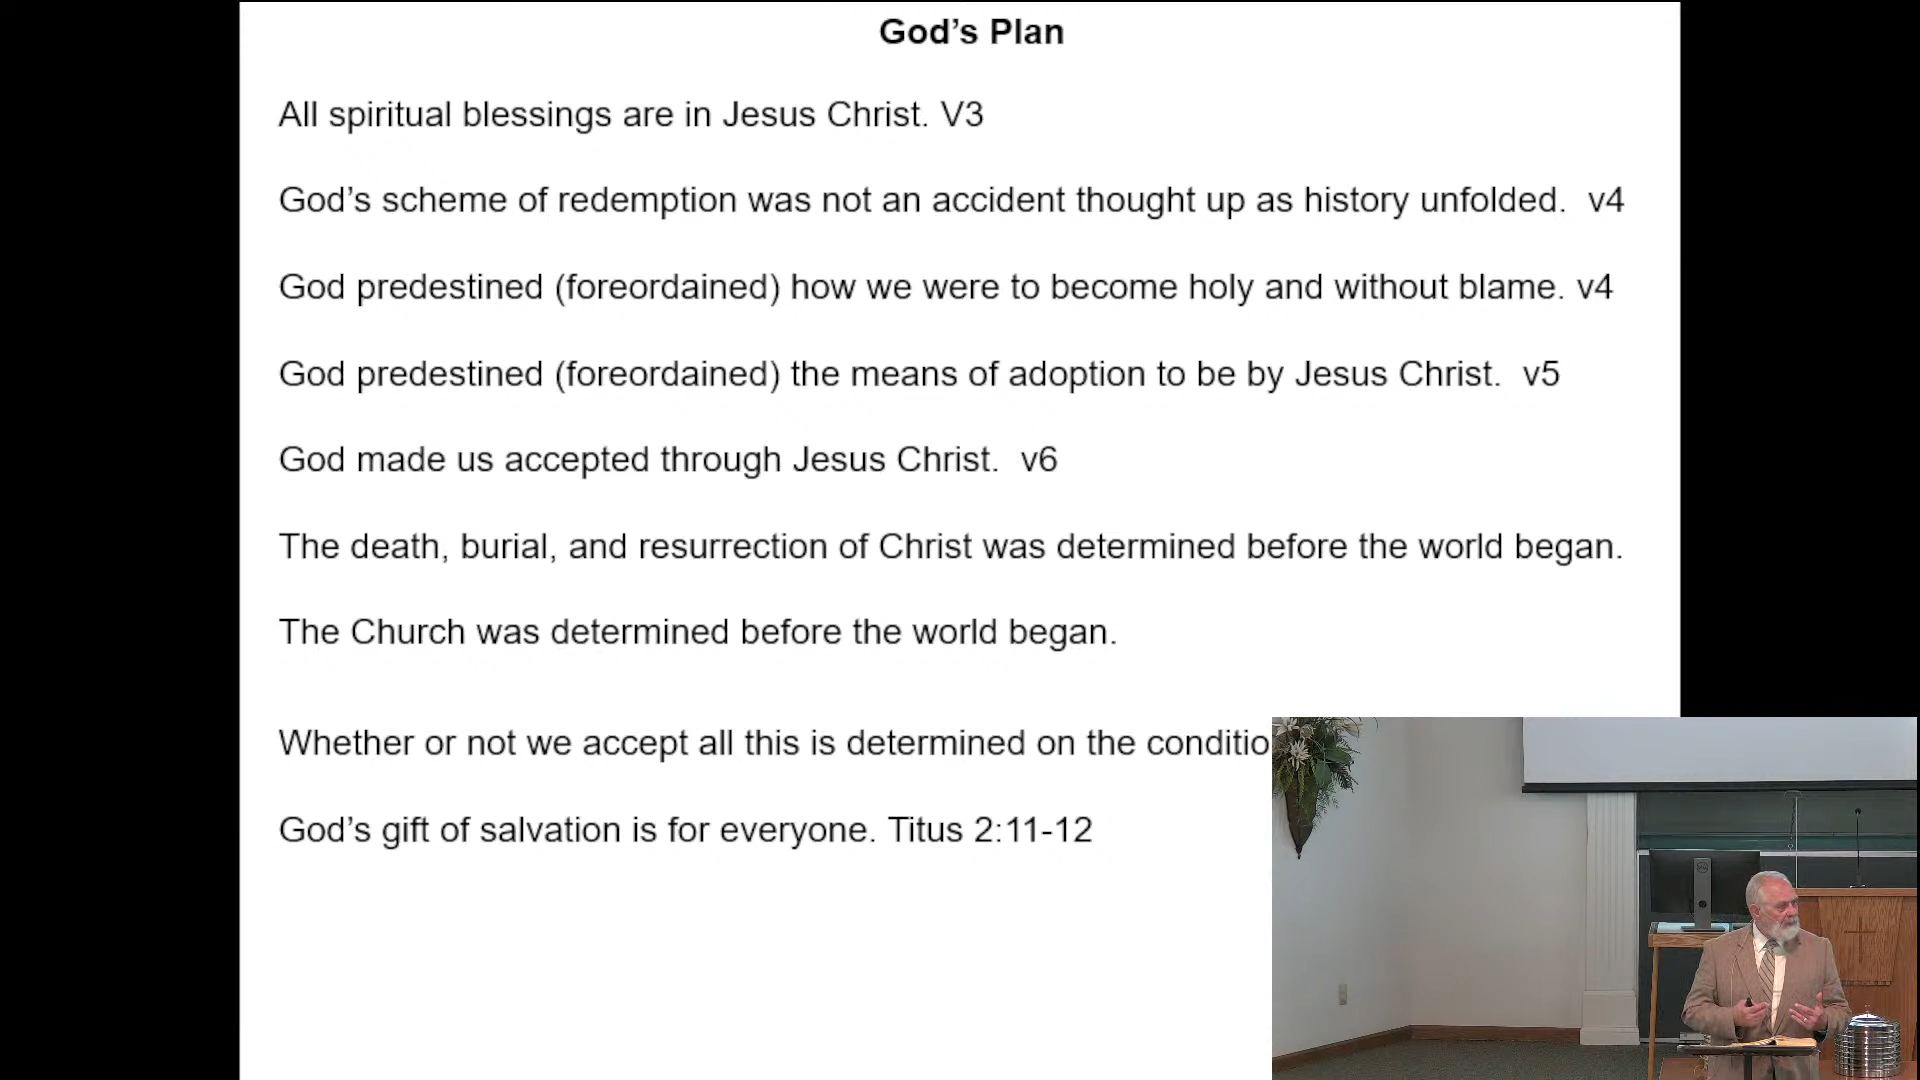 God’s Plan
All spiritual blessings are in Jesus Christ. V3
God’s scheme of redemption was not an accident thought up as history unfolded. v4
God predestined (foreordained) how we were to become holy and without blame. v4
God predestined (foreordained) the means of adoption to be by Jesus Christ. v5
God made us accepted through Jesus Christ. v6
The death, burial, and resurrection of Christ was determined before the world began.
The Church was determined before the world began.
Whether or not we accept all this is determined on the
God’s gift of salvation is for everyone. Titus 2:11-12